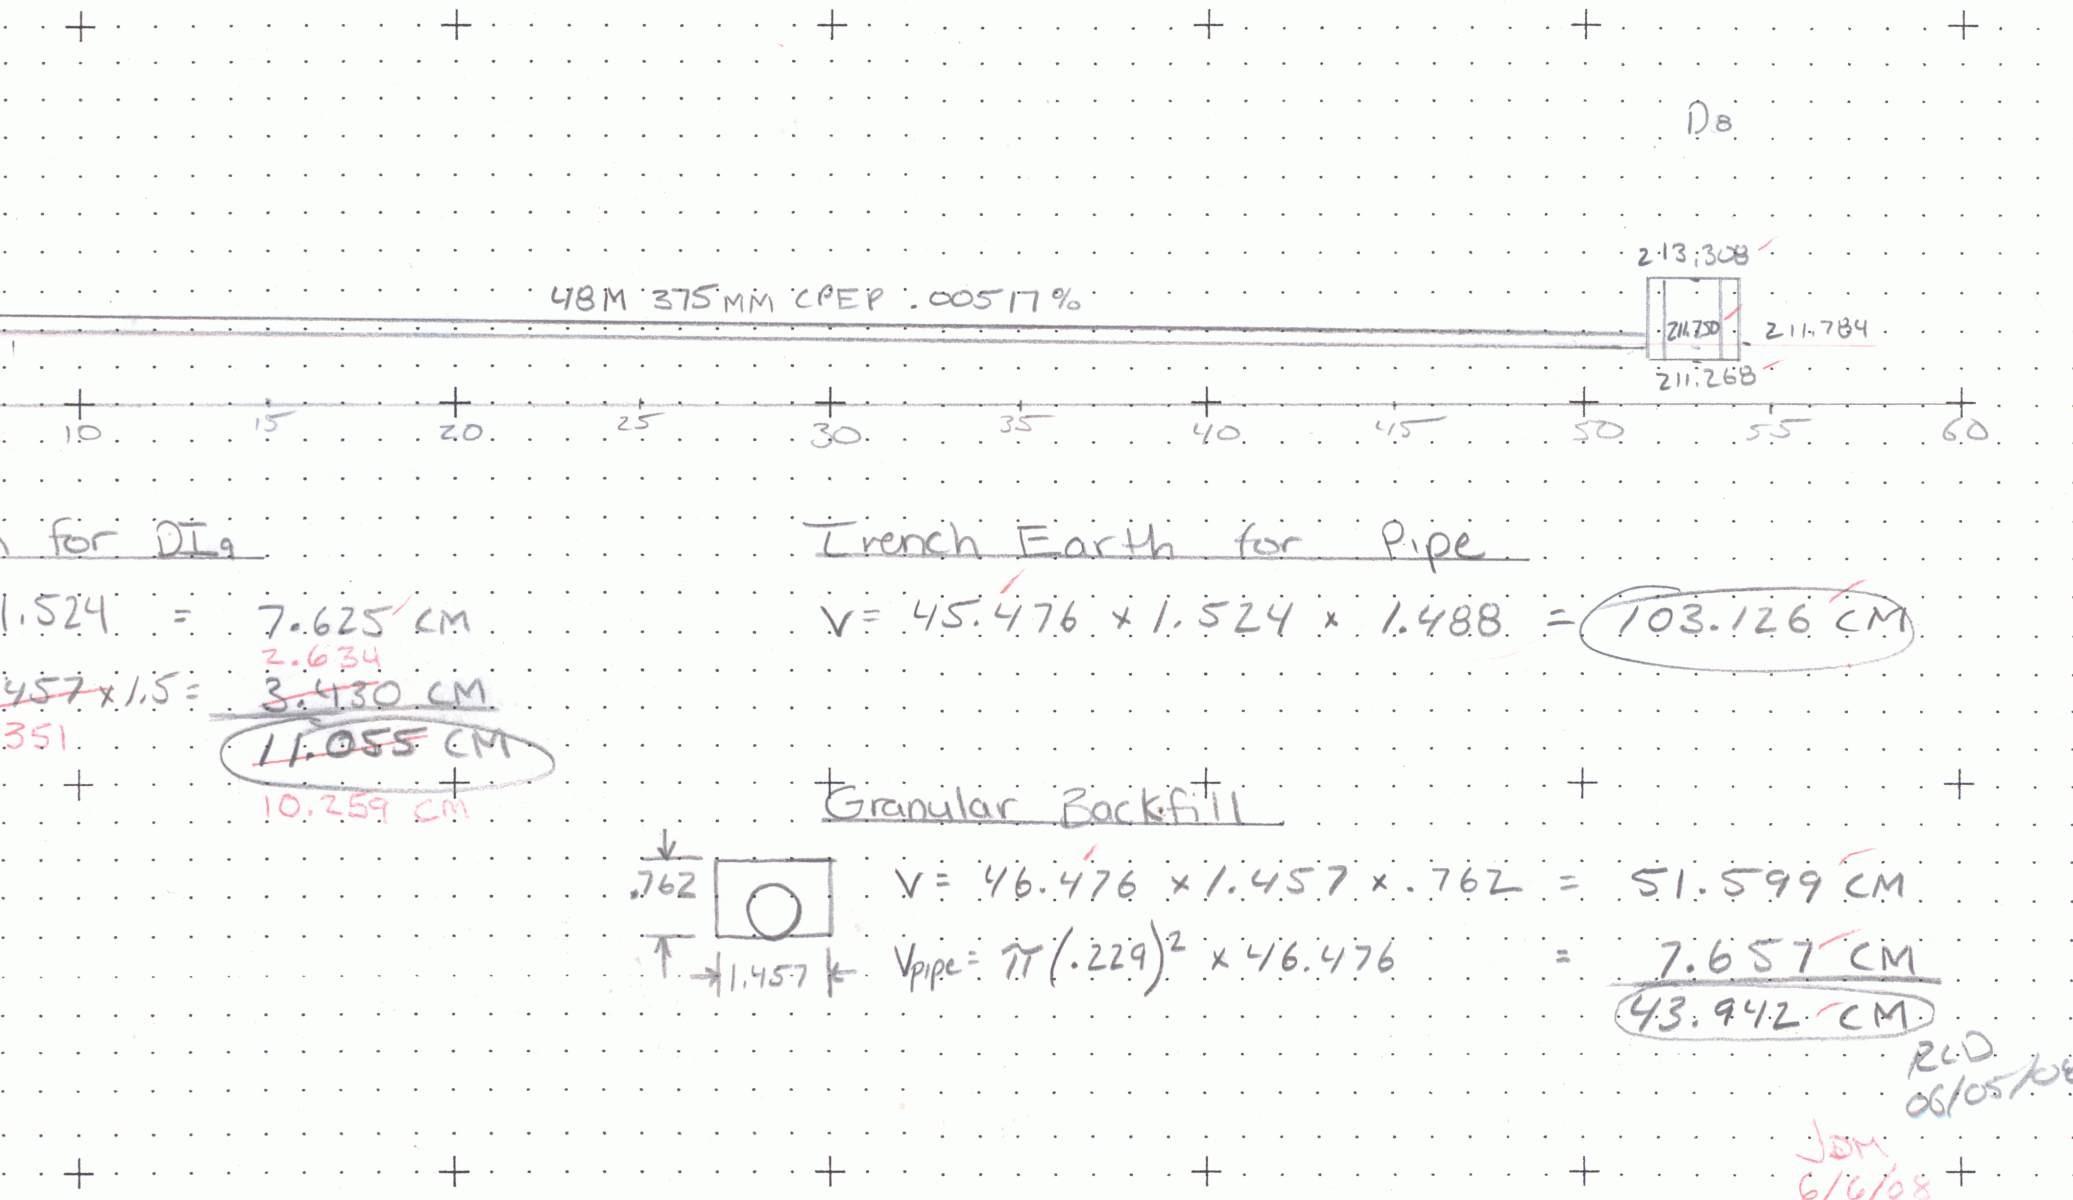 D8
213.308
48M 375MM CPEP .00517%
211.750
211.784
211.268
10 15 20 25 30 35 40 45 50 55 60
for DI9
Trench Earth for Pipe
1.524 = 7.625 CM
V= 45.476 x 1.524 x 1.488 = 103.126 CM
2.634
457 x 1.5 = 3.430 CM
351
11.055 CM
10.259 CM
Granular Backfill
.762
V= 46.476 x 1.457 x .762 = 51.599 CM
Vpipe = π(.229)² x 46.476 = 7.657 CM
1.457
43.942 CM
RLD
06/05/08
JDM
6/6/08